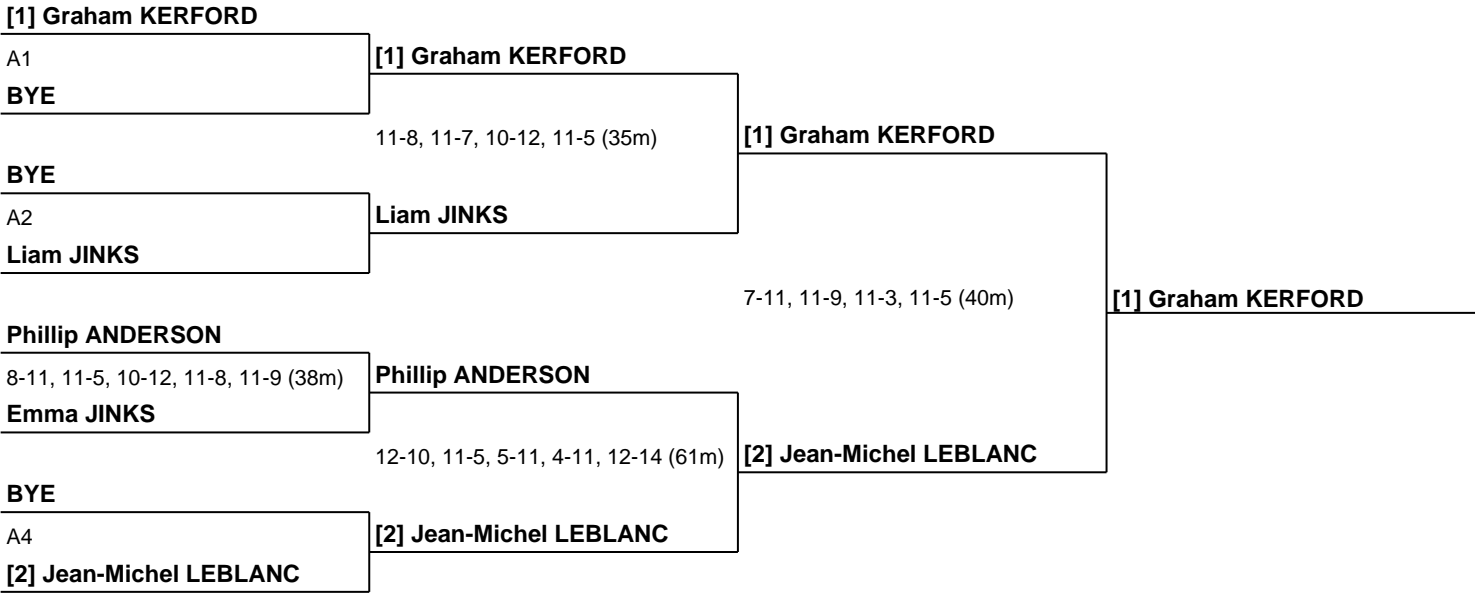 [1] Graham KERFORD
A1
BYE
BYE
A2
Liam JINKS
Phillip ANDERSON
8-11, 11-5, 10-12, 11-8, 11-9 (38m)
Emma JINKS
BYE
A4
[2] Jean-Michel LEBLANC
[1] Graham KERFORD
11-8, 11-7, 10-12, 11-5 (35m)
Liam JINKS
Phillip ANDERSON
12-10, 11-5, 5-11, 4-11, 12-14 (61m)
[2] Jean-Michel LEBLANC
[1] Graham KERFORD
7-11, 11-9, 11-3, 11-5 (40m)
[2] Jean-Michel LEBLANC
[1] Graham KERFORD